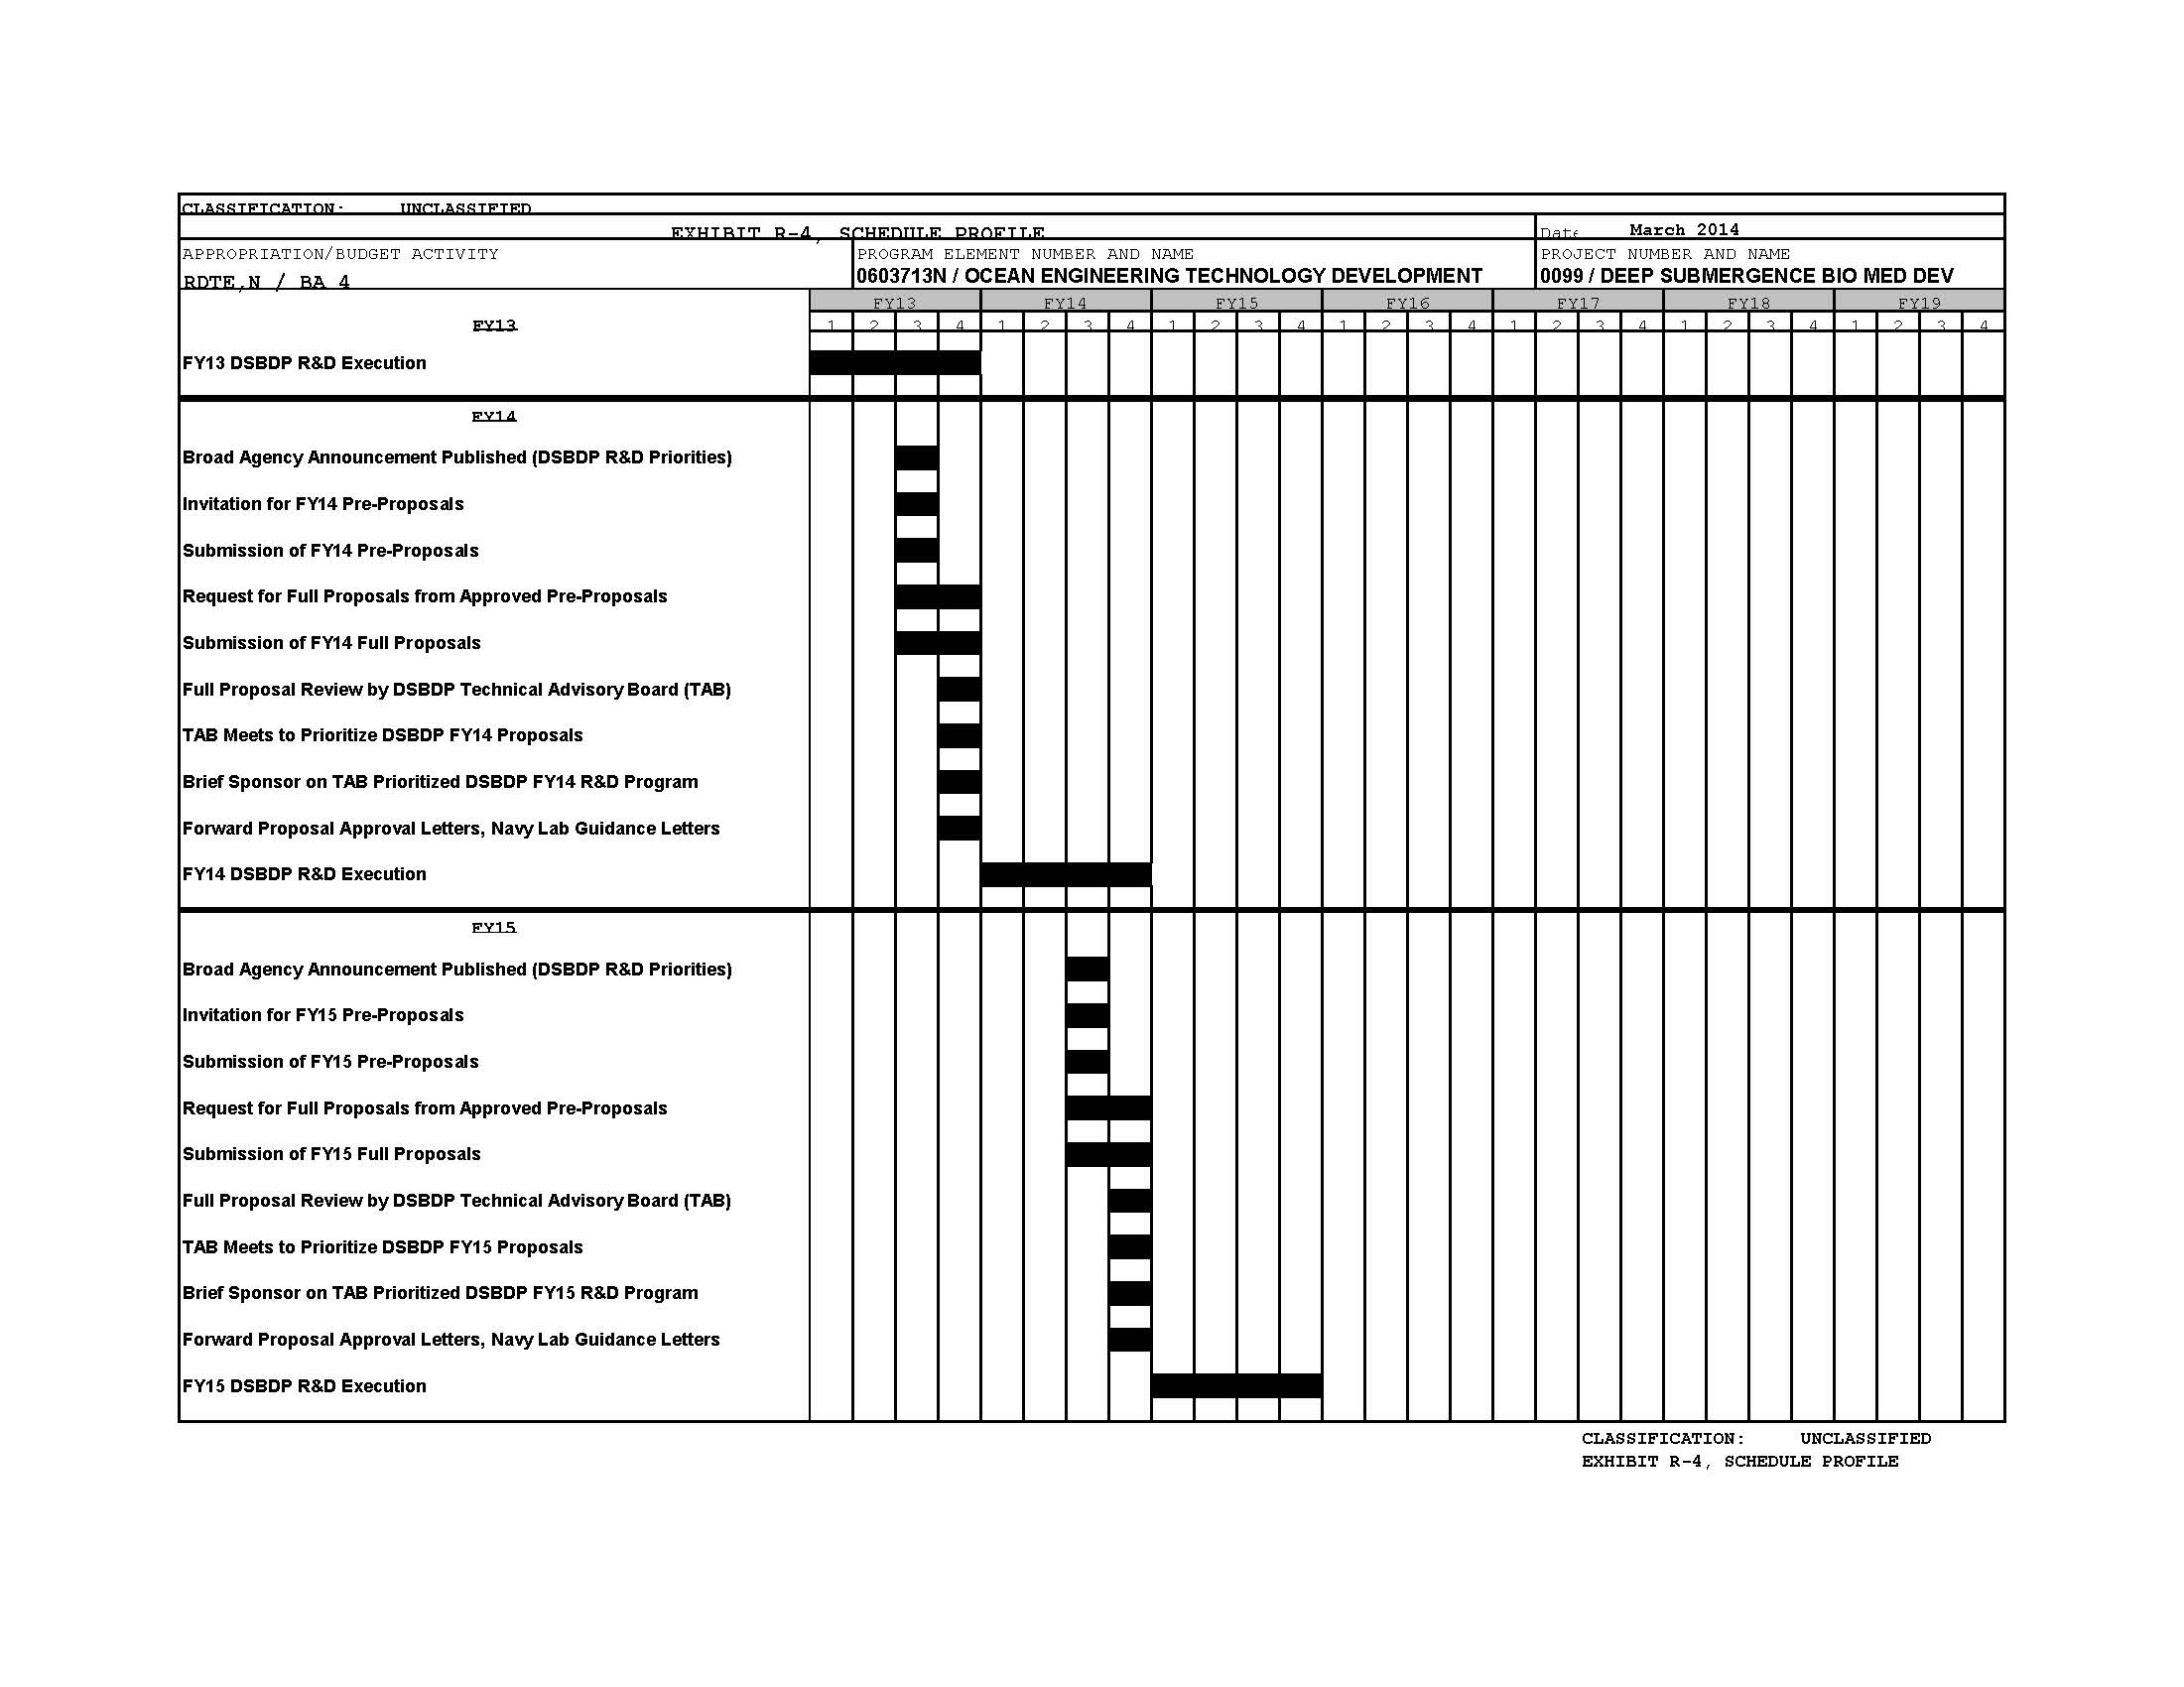 CLASSIFICATION: UNCLASSIFIED
EXHIBIT R-4, SCHEDULE PROFILE Date March 2014
APPROPRIATION/BUDGET ACTIVITY PROGRAM ELEMENT NUMBER AND NAME PROJECT NUMBER AND NAME
RDTE,N / BA 4 0603713N / OCEAN ENGINEERING TECHNOLOGY DEVELOPMENT 0099 / DEEP SUBMERGENCE BIO MED DEV
FY13 FY14 FY15 FY16 FY17 FY18 FY19
FY13 1 2 3 4 1 2 3 4 1 2 3 4 1 2 3 4 1 2 3 4 1 2 3 4 1 2 3 4
FY13 DSBDP R&D Execution
FY14
Broad Agency Announcement Published (DSBDP R&D Priorities)
Invitation for FY14 Pre-Proposals
Submission of FY14 Pre-Proposals
Request for Full Proposals from Approved Pre-Proposals
Submission of FY14 Full Proposals
Full Proposal Review by DSBDP Technical Advisory Board (TAB)
TAB Meets to Prioritize DSBDP FY14 Proposals
Brief Sponsor on TAB Prioritized DSBDP FY14 R&D Program
Forward Proposal Approval Letters, Navy Lab Guidance Letters
FY14 DSBDP R&D Execution
FY15
Broad Agency Announcement Published (DSBDP R&D Priorities)
Invitation for FY15 Pre-Proposals
Submission of FY15 Pre-Proposals
Request for Full Proposals from Approved Pre-Proposals
Submission of FY15 Full Proposals
Full Proposal Review by DSBDP Technical Advisory Board (TAB)
TAB Meets to Prioritize DSBDP FY15 Proposals
Brief Sponsor on TAB Prioritized DSBDP FY15 R&D Program
Forward Proposal Approval Letters, Navy Lab Guidance Letters
FY15 DSBDP R&D Execution
CLASSIFICATION: UNCLASSIFIED
EXHIBIT R-4, SCHEDULE PROFILE